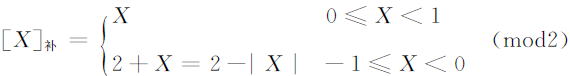 [X]补 = { X 0 ⩽ X < 1
2 + X = 2 −| X | −1 ⩽ X < 0 (mod2)